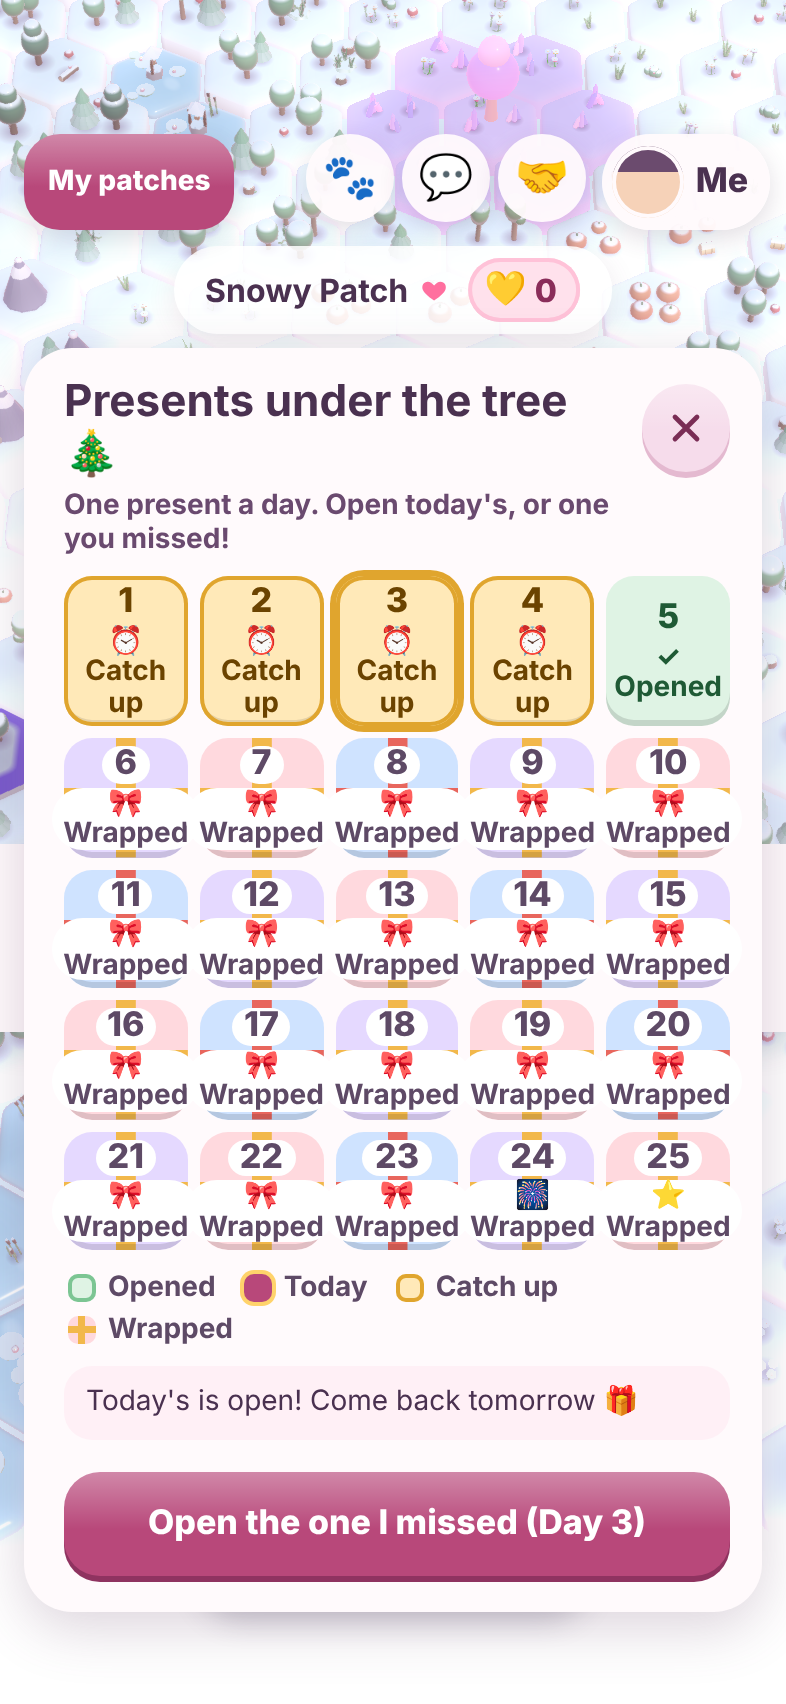 My patches
Me
Snowy Patch
0
Presents under the tree
One present a day. Open today's, or one
you missed!
1
Catch
up
2
Catch
up
3
Catch
up
4
Catch
up
5
Opened
6
Wrapped
7
Wrapped
8
Wrapped
9
Wrapped
10
Wrapped
11
Wrapped
12
Wrapped
13
Wrapped
14
Wrapped
15
Wrapped
16
Wrapped
17
Wrapped
18
Wrapped
19
Wrapped
20
Wrapped
21
Wrapped
22
Wrapped
23
Wrapped
24
Wrapped
25
Wrapped
Opened
Today
Catch up
Wrapped
Today's is open! Come back tomorrow
Open the one I missed (Day 3)